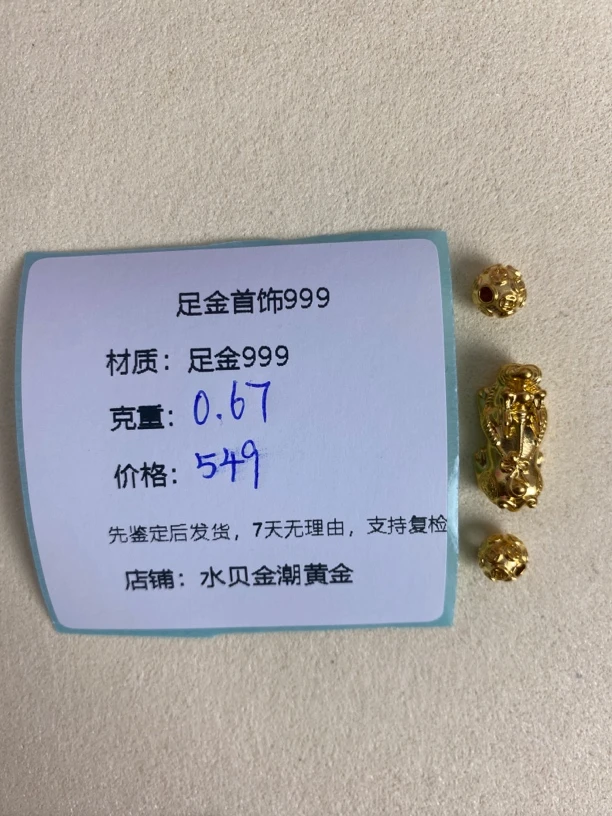 足金首饰999
材质：足金999
克重：0.67
价格：549
先鉴定后发货，7天无理由，支持复检
店铺：水贝金潮黄金